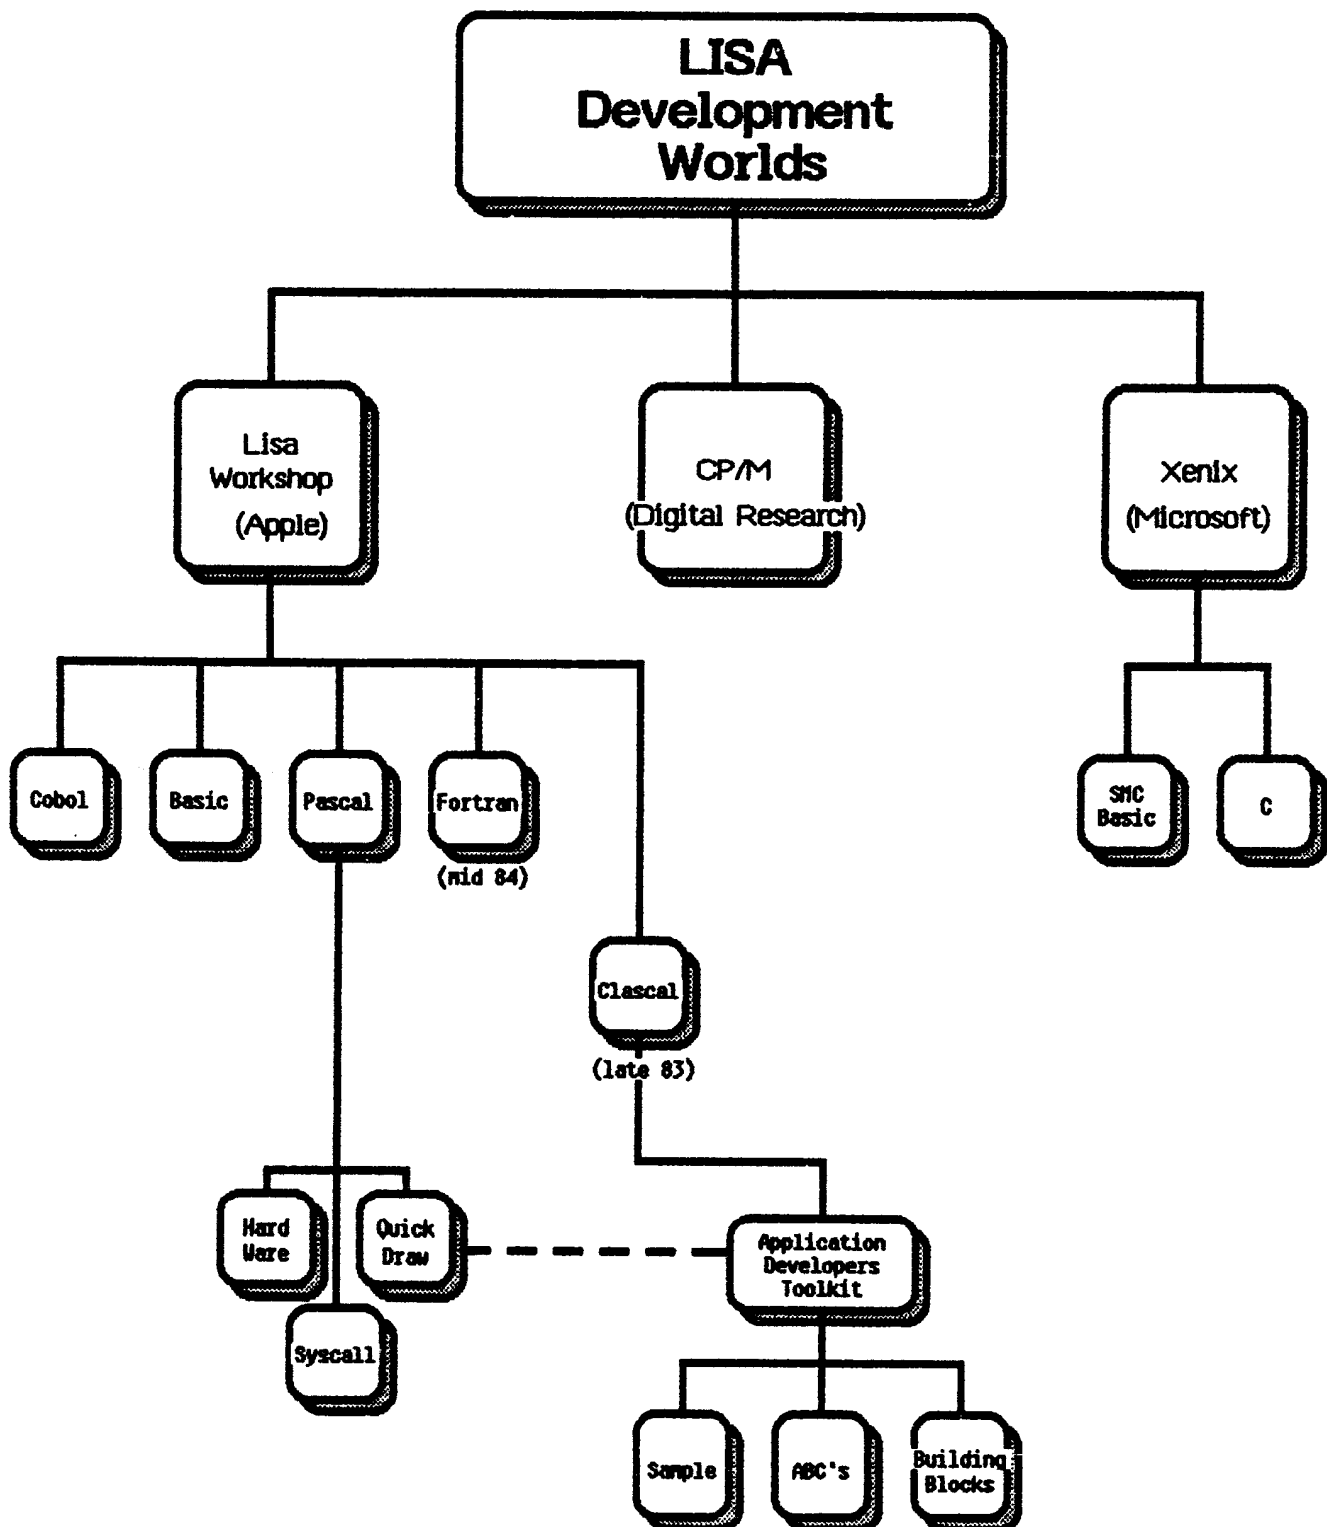 LISA
Development
Worlds
Lisa
Workshop
(Apple)
CP/M
(Digital Research)
Xenix
(Microsoft)
Cobol
Basic
Pascal
Fortran
(mid 84)
SMC
Basic
C
Clascal
(late 83)
Hard
Ware
Quick
Draw
Syscall
Application
Developers
Toolkit
Sample
ABC's
Building
Blocks